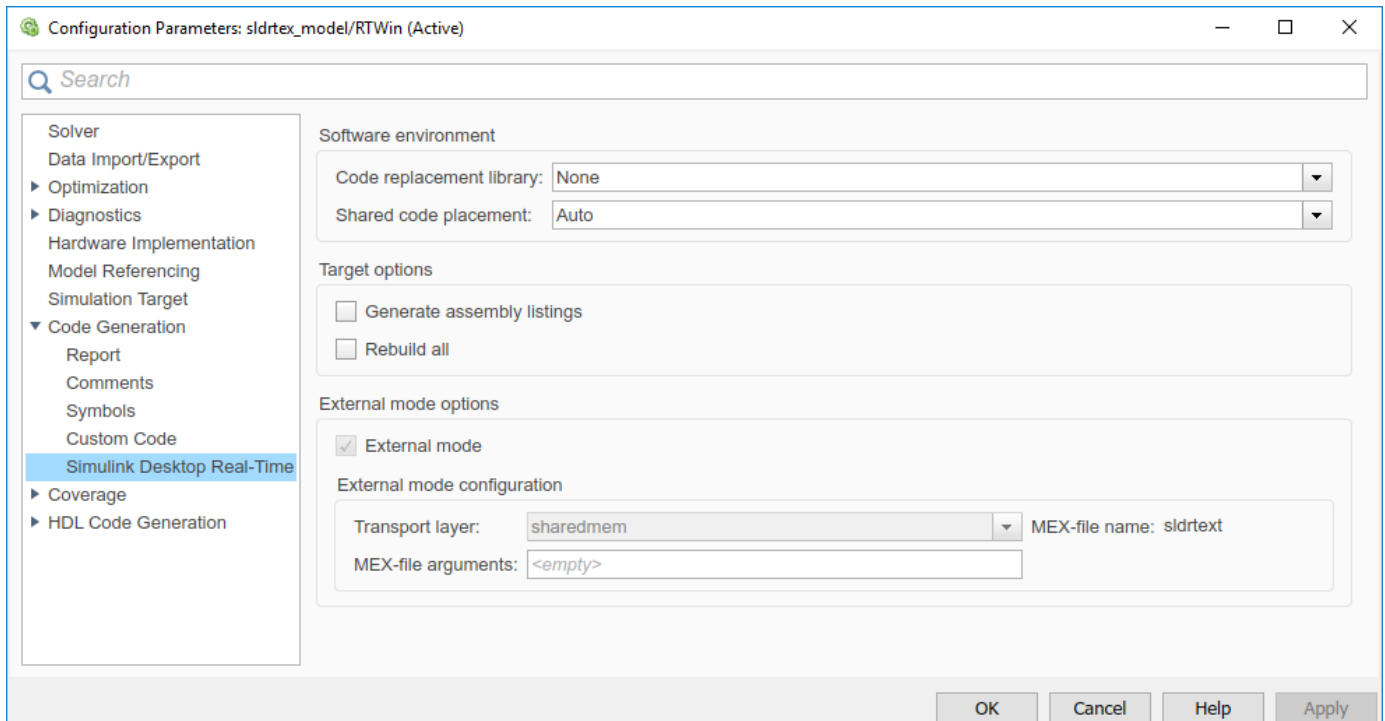 Configuration Parameters: sldrtex_model/RTWin (Active)
Search
Solver
Data Import/Export
Optimization
Diagnostics
Hardware Implementation
Model Referencing
Simulation Target
Code Generation
Report
Comments
Symbols
Custom Code
Simulink Desktop Real-Time
Coverage
HDL Code Generation
Software environment
Code replacement library: None
Shared code placement: Auto
Target options
Generate assembly listings
Rebuild all
External mode options
External mode
External mode configuration
Transport layer: sharedmem MEX-file name: sldrtext
MEX-file arguments: <empty>
OK Cancel Help Apply